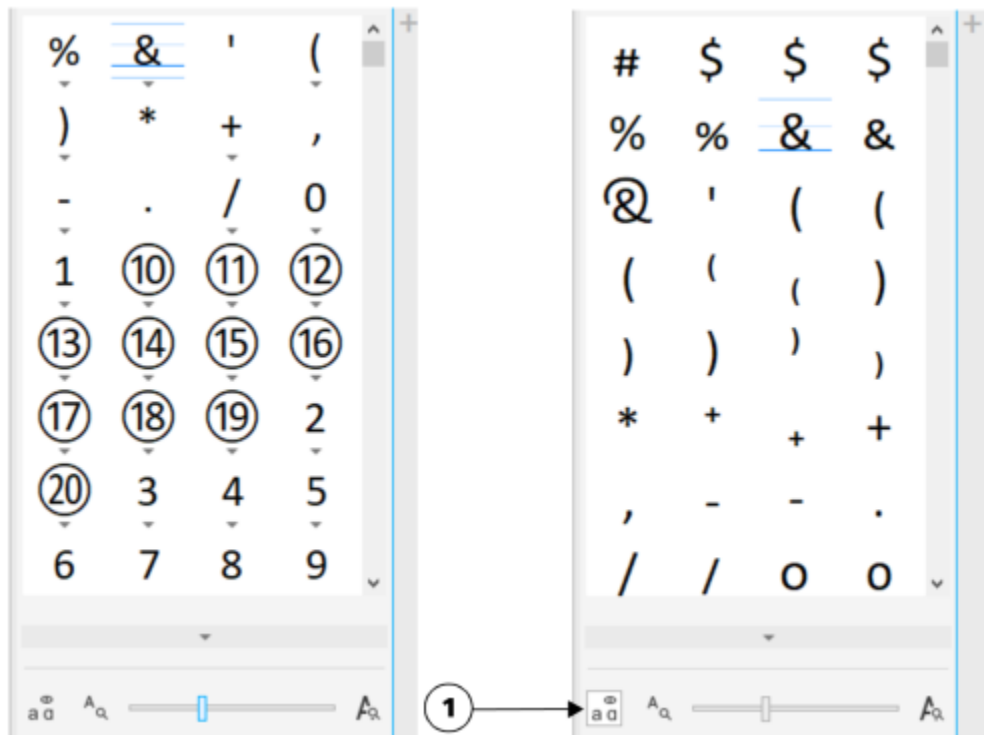 % & ' (
) * + ,
- . / 0
1 ⑩ ⑪ ⑫
⑬ ⑭ ⑮ ⑯
⑰ ⑱ ⑲ 2
⑳ 3 4 5
6 7 8 9
a a A A
# $ $ $
% % & &
& ' ( (
( ( ( )
) ) ) )
* + + +
, - - .
/ / o o
1
a a A A